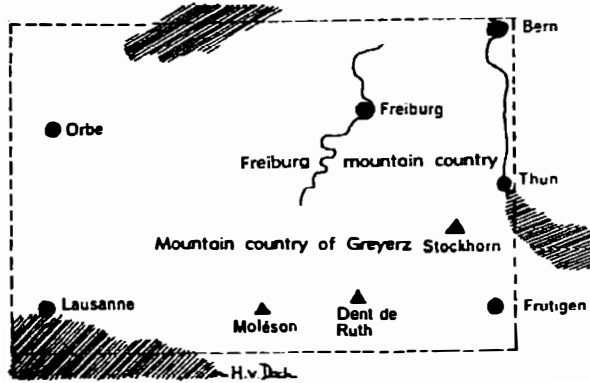 Bern
Freiburg
Orbe
Freiburg mountain country
Thun
Mountain country of Greyerz
Stockhorn
Lausanne
Moléson
Dent de
Ruth
Frutigen
H.v. Dach